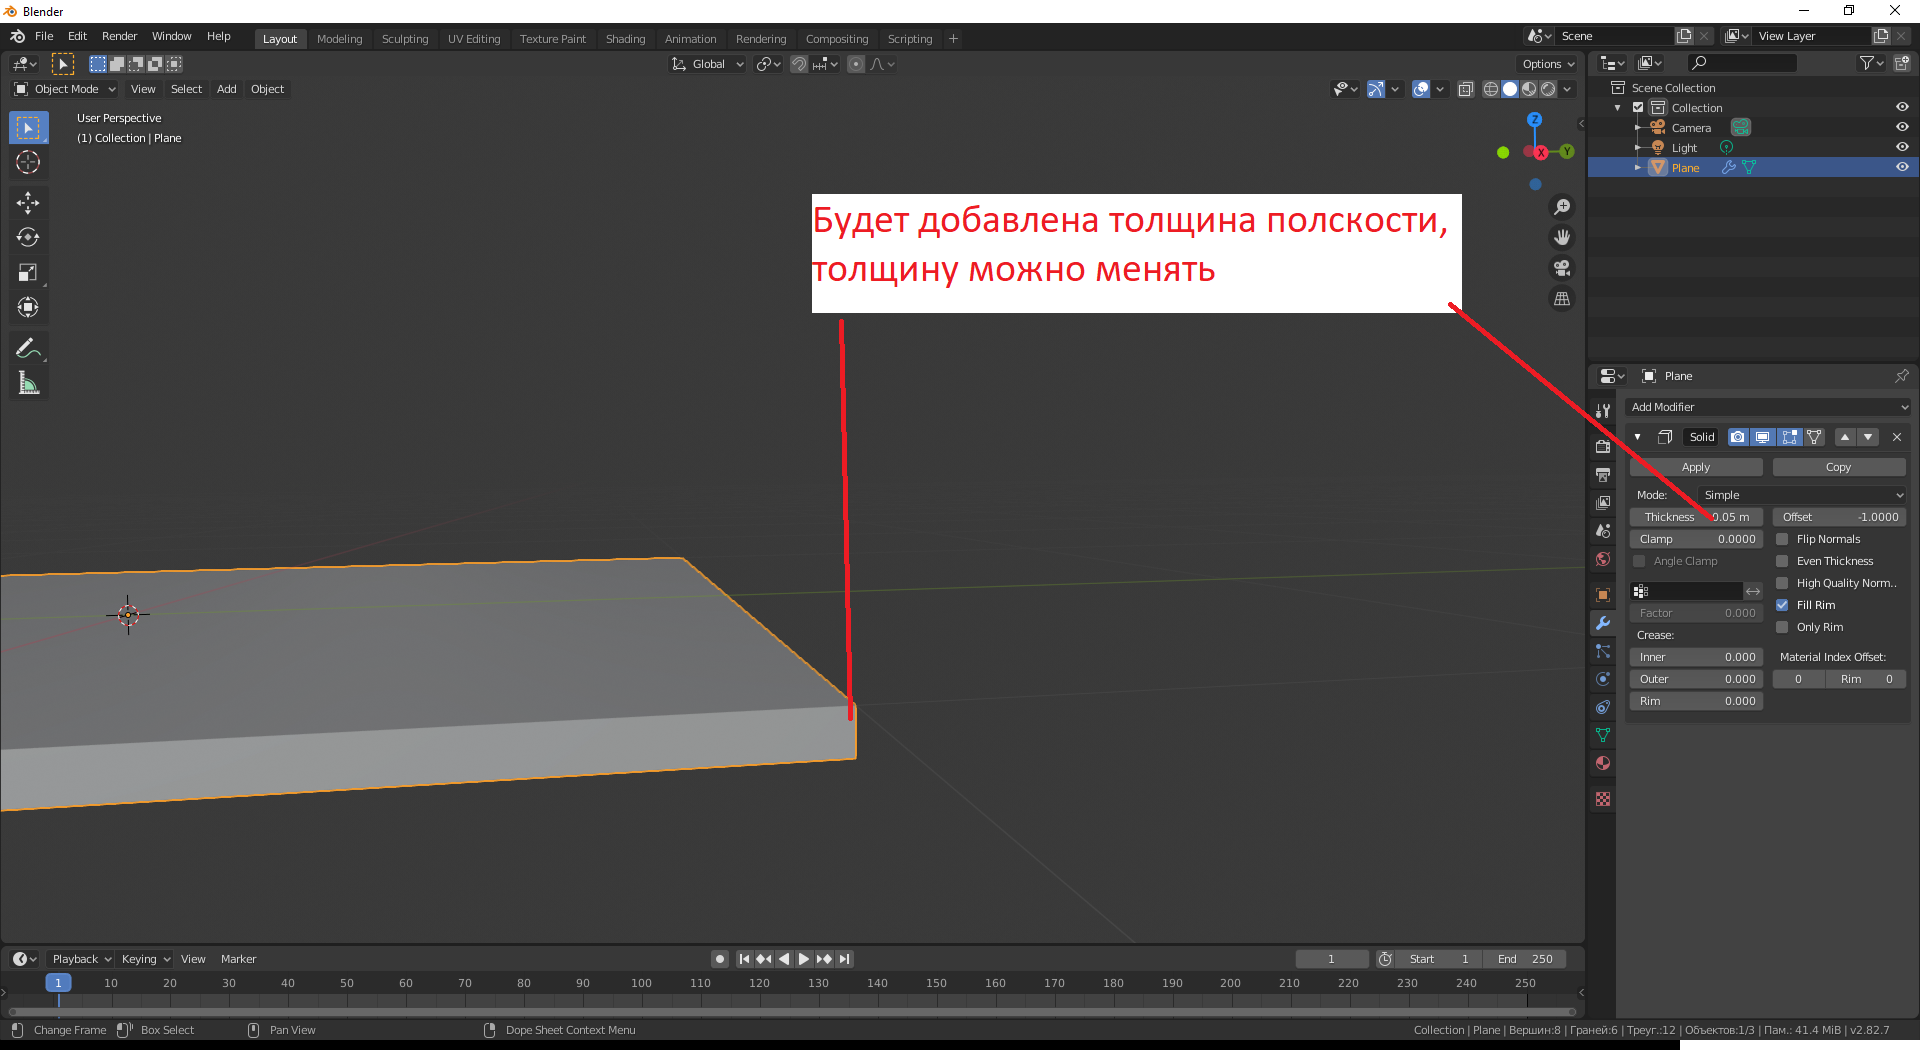 Blender
File Edit Render Window Help
Layout Modeling Sculpting UV Editing Texture Paint Shading Animation Rendering Compositing Scripting +
Scene
View Layer
Global
Options
Object Mode View Select Add Object
User Perspective
(1) Collection | Plane
Z
X
Y
Будет добавлена толщина полскости,
толщину можно менять
Scene Collection
Collection
Camera
Light
Plane
Plane
Add Modifier
Solid
Apply Copy
Mode: Simple
Thickness 0.05 m Offset -1.0000
Clamp 0.0000 Flip Normals
Angle Clamp Even Thickness
High Quality Norm..
Fill Rim
Factor 0.000
Only Rim
Crease:
Inner 0.000 Material Index Offset:
Outer 0.000 0 Rim 0
Rim 0.000
Playback Keying View Marker
1 Start 1 End 250
1 10 20 30 40 50 60 70 80 90 100 110 120 130 140 150 160 170 180 190 200 210 220 230 240 250
Change Frame Box Select Pan View Dope Sheet Context Menu
Collection | Plane | Вершин:8 | Граней:6 | Треуг.:12 | Объектов:1/3 | Пам.: 41.4 MiB | v2.82.7